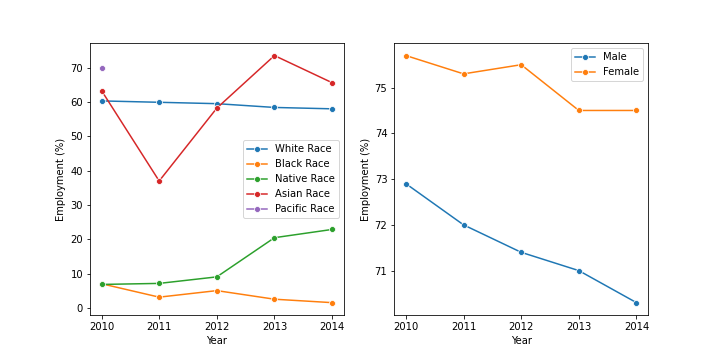 Employment (%)
70
60
50
40
30
20
10
0
White Race
Black Race
Native Race
Asian Race
Pacific Race
2010 2011 2012 2013 2014
Year
Employment (%)
75
74
73
72
71
Male
Female
2010 2011 2012 2013 2014
Year